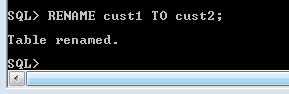 SQL> RENAME cust1 TO cust2;
Table renamed.
SQL>